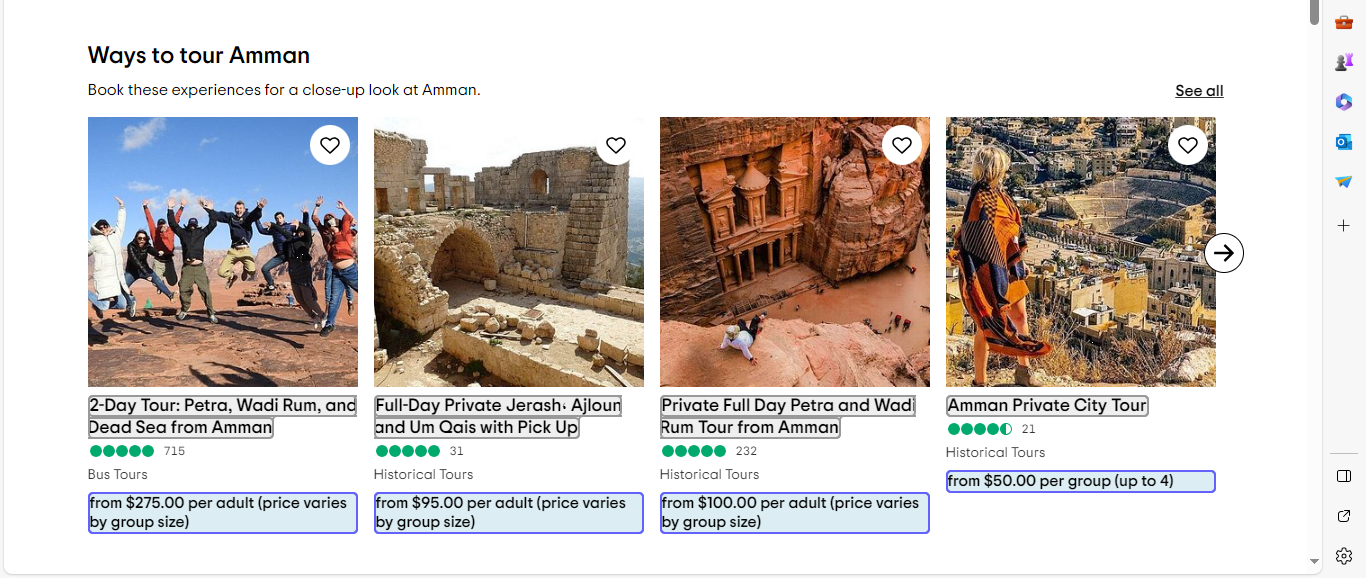 Ways to tour Amman
Book these experiences for a close-up look at Amman.
See all
2-Day Tour: Petra, Wadi Rum, and
Dead Sea from Amman
715
Bus Tours
from $275.00 per adult (price varies
by group size)
Full-Day Private Jerash، Ajloun
and Um Qais with Pick Up
31
Historical Tours
from $95.00 per adult (price varies
by group size)
Private Full Day Petra and Wadi
Rum Tour from Amman
232
Historical Tours
from $100.00 per adult (price varies
by group size)
Amman Private City Tour
21
Historical Tours
from $50.00 per group (up to 4)